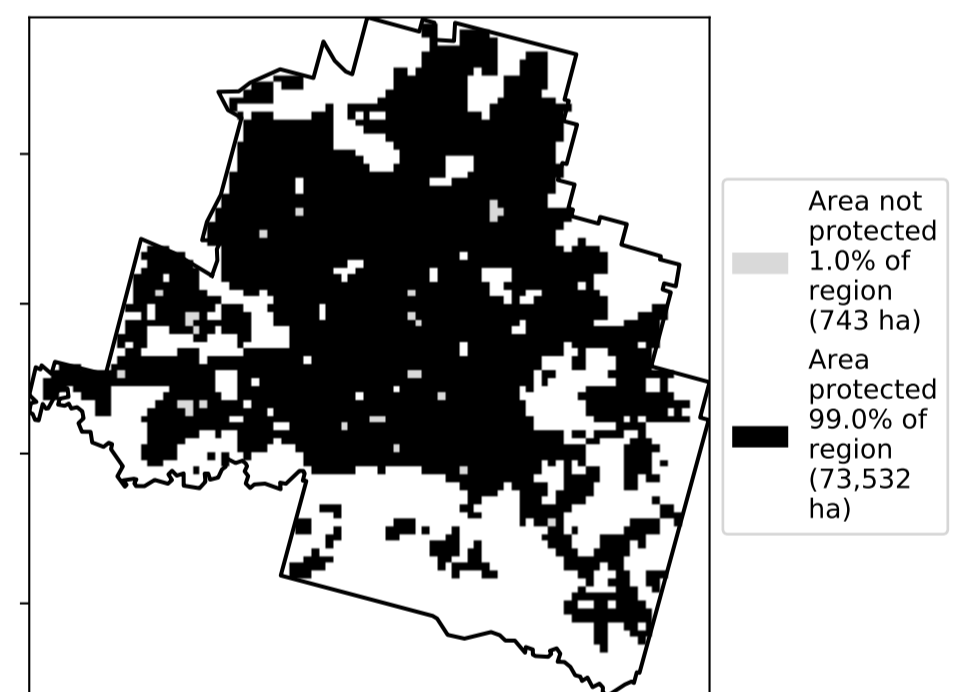 Area not
protected
1.0% of
region
(743 ha)
Area
protected
99.0% of
region
(73,532
ha)